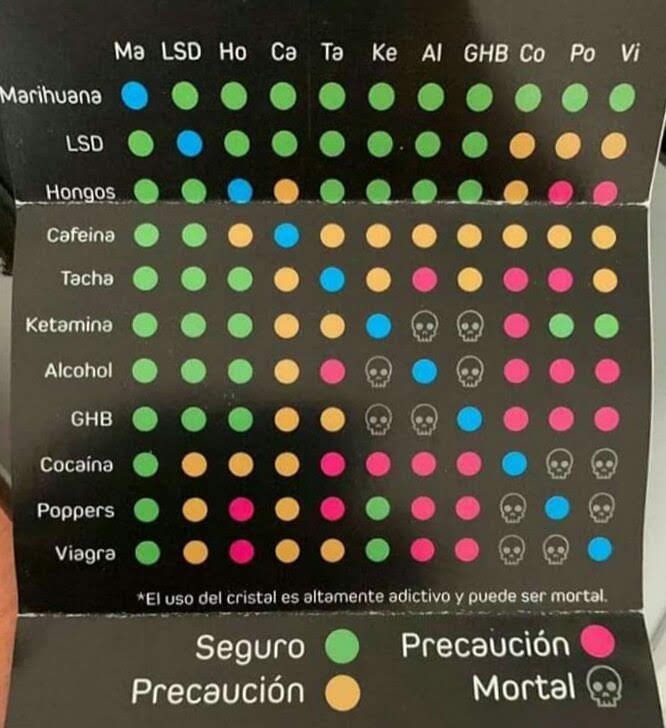 Ma LSD Ho Ca Ta Ke Al GHB Co Po Vi
Marihuana
LSD
Hongos
Cafeina
Tacha
Ketamina
Alcohol
GHB
Cocaína
Poppers
Viagra
*El uso del cristal es altamente adictivo y puede ser mortal.
Seguro Precaución
Precaución Mortal